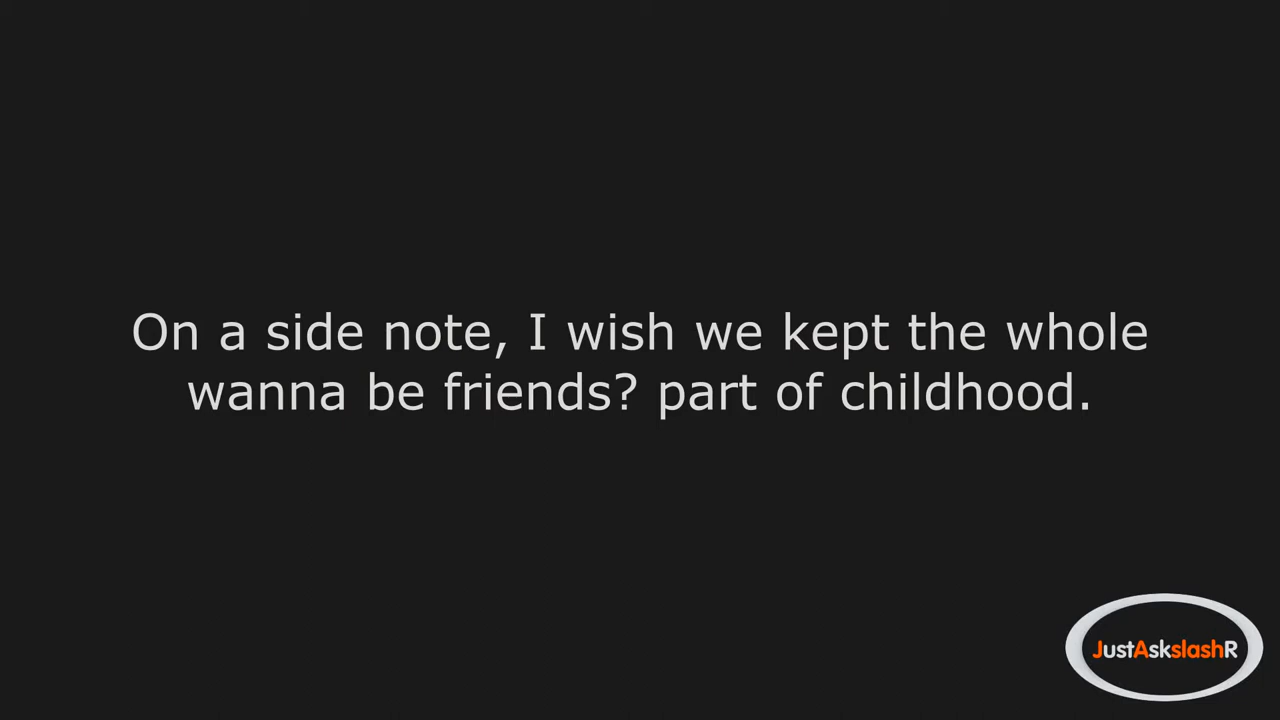 On a side note, I wish we kept the whole
wanna be friends? part of childhood.
JustAskslashR